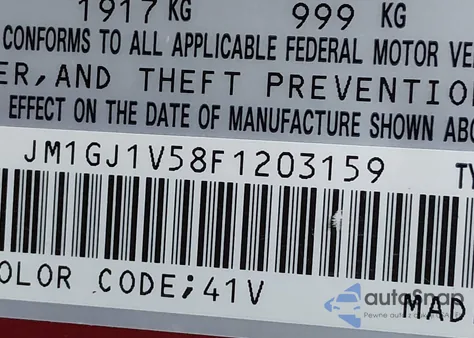 1917 KG 999 KG
CONFORMS TO ALL APPLICABLE FEDERAL MOTOR VE
ER, AND THEFT PREVENTIO
EFFECT ON THE DATE OF MANUFACTURE SHOWN ABO
JM1GJ1V58F1203159 TY
OLOR CODE;41V MAD
autoSnap